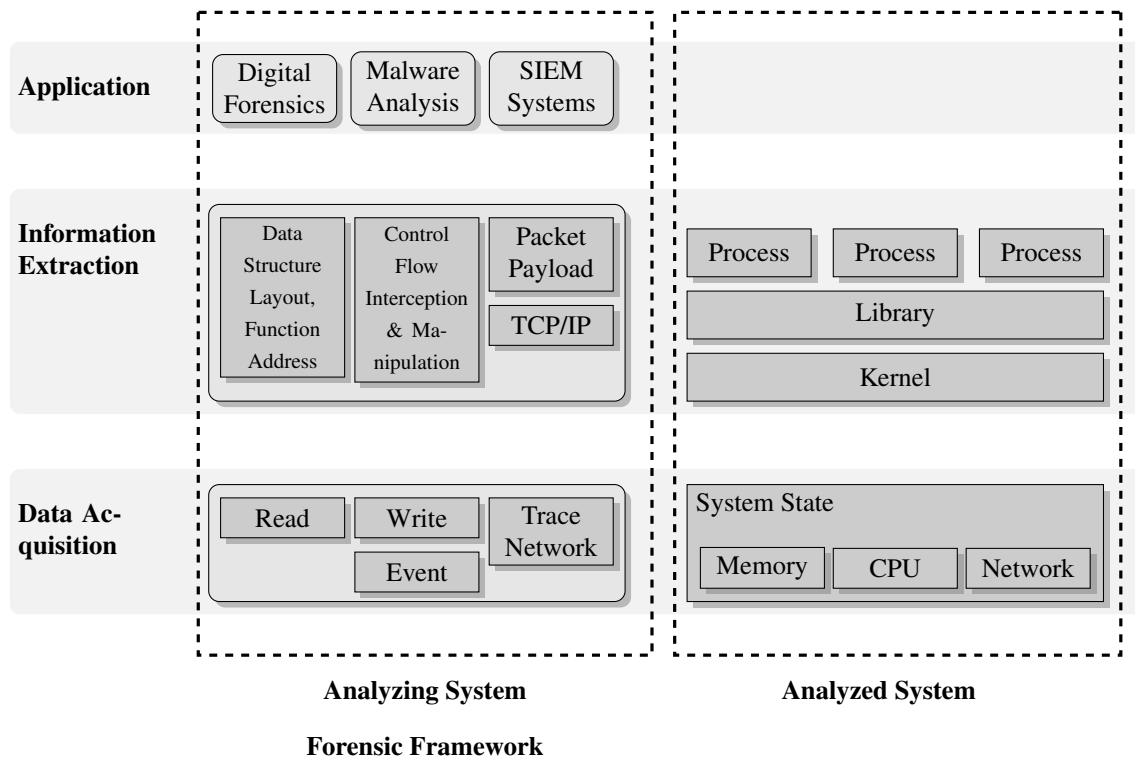 Application
Digital
Forensics
Malware
Analysis
SIEM
Systems
Information
Extraction
Data
Structure
Layout,
Function
Address
Control
Flow
Interception
& Ma-
nipulation
Packet
Payload
TCP/IP
Process
Process
Process
Library
Kernel
Data Ac-
quisition
Read
Write
Event
Trace
Network
System State
Memory
CPU
Network
Analyzing System
Analyzed System
Forensic Framework